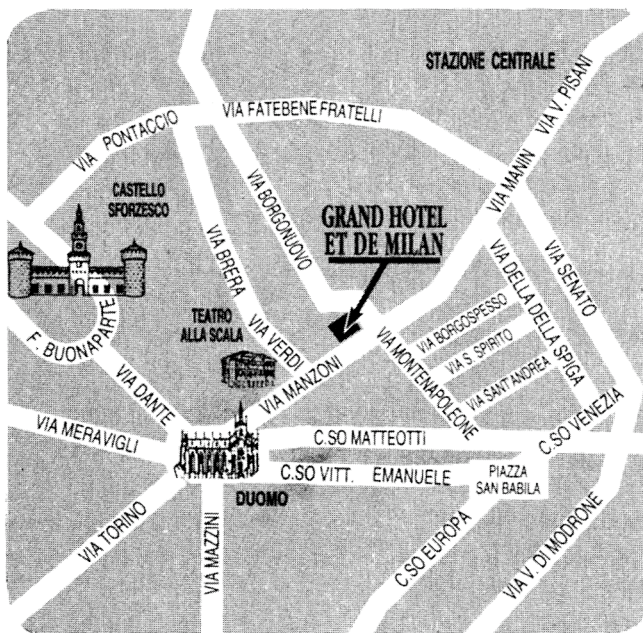 STAZIONE CENTRALE
VIA V. PISANI
VIA FATEBENEFRATELLI
VIA PONTACCIO
VIA MANIN
CASTELLO
SFORZESCO
VIA BORGONUOVO
GRAND HOTEL
ET DE MILAN
VIA BRERA
VIA SENATO
VIA DELLA DELLA SPIGA
TEATRO
ALLA SCALA
VIA VERDI
VIA BORGOSPESSO
VIA S. SPIRITO
VIA SANT ANDREA
VIA MONTENAPOLEONE
F. BUONAPARTE
VIA DANTE
VIA MANZONI
VIA MERAVIGLI
C.SO MATTEOTTI
C.SO VENEZIA
C.SO VITT. EMANUELE
PIAZZA
SAN BABILA
DUOMO
VIA TORINO
VIA MAZZINI
C.SO EUROPA
VIA V. DI MODRONE